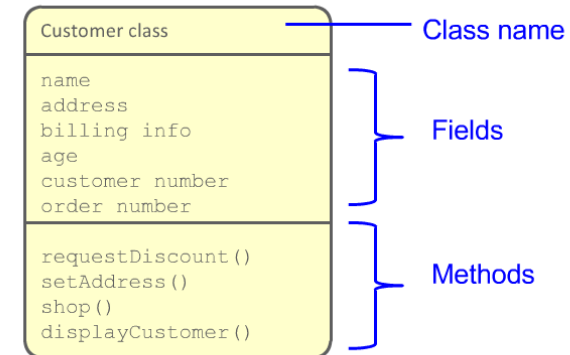 Customer class
Class name
name
address
billing info
age
customer number
order number
Fields
requestDiscount()
setAddress()
shop()
displayCustomer()
Methods